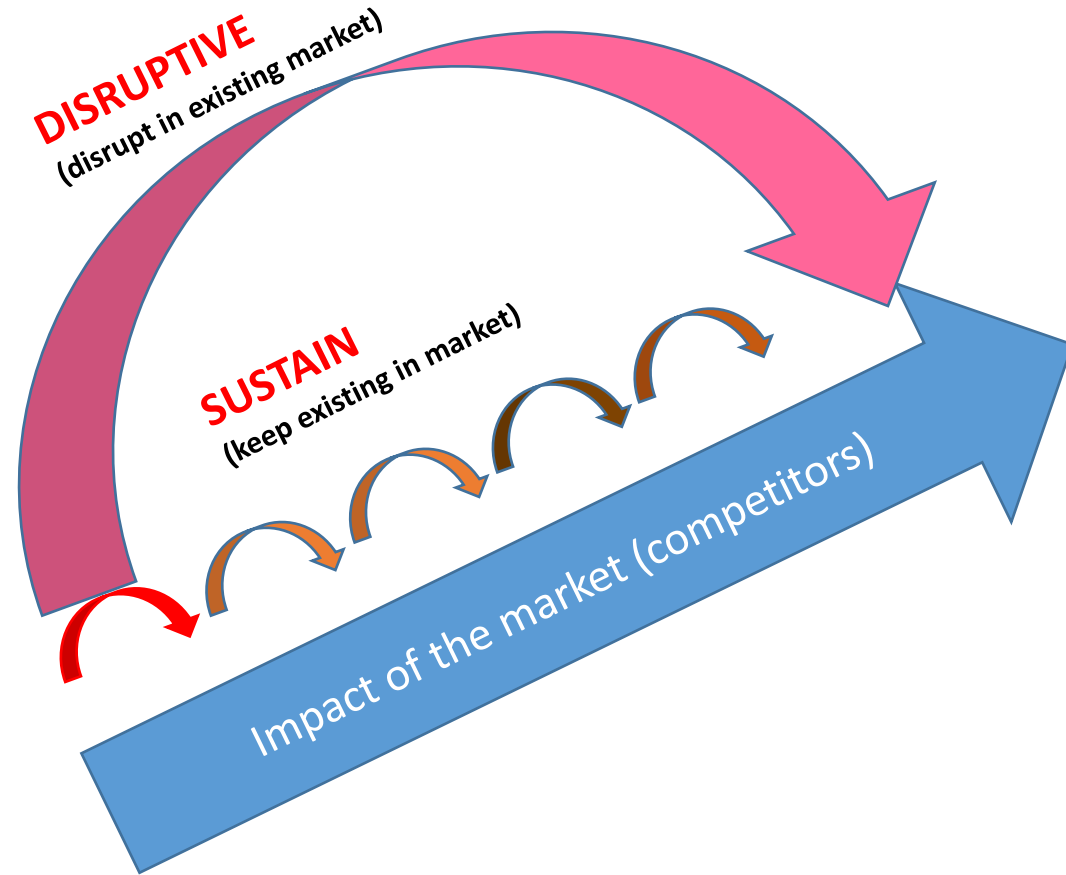 DISRUPTIVE
(disrupt in existing market)
SUSTAIN
(keep existing in market)
Impact of the market (competitors)